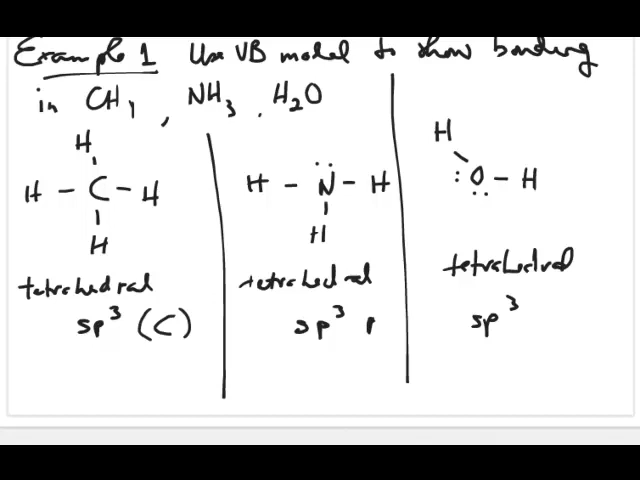 Example 1 Use VB model to show bonding
in CH4, NH3, H2O
H
H - C - H
H
tetrahedral
sp³ (C)
H - N̈ - H
H
tetrahedral
sp³
H
:Ö - H
tetrahedral
sp³